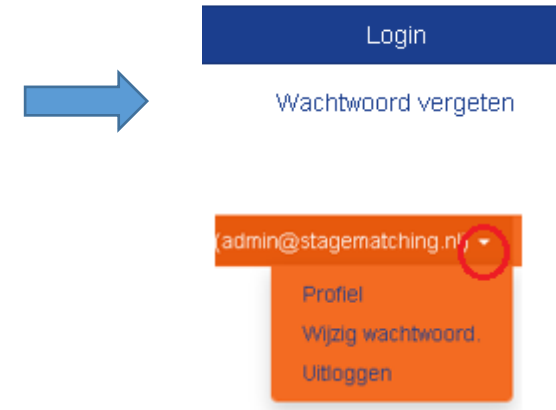 Login
Wachtwoord vergeten
(admin@stagematching.nl)
Profiel
Wijzig wachtwoord.
Uitloggen